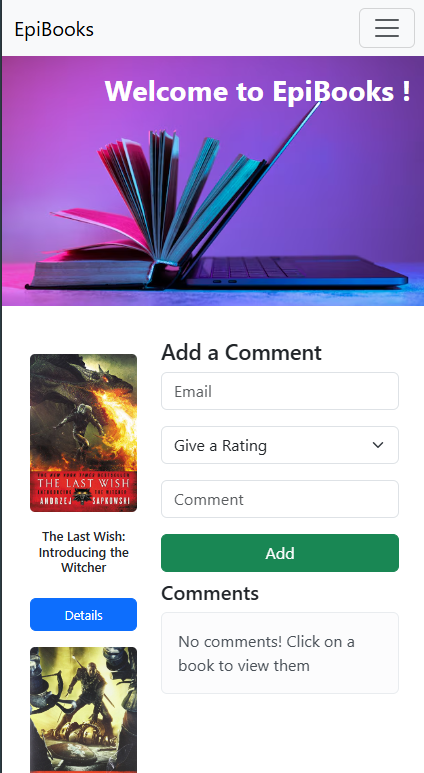 EpiBooks
Welcome to EpiBooks !
THE NEW YORK TIMES BESTSELLER
THE LAST WISH
INTRODUCING THE WITCHER
ANDRZEJ SAPKOWSKI
The Last Wish:
Introducing the
Witcher
Details
Add a Comment
Email
Give a Rating
Comment
Add
Comments
No comments! Click on a
book to view them